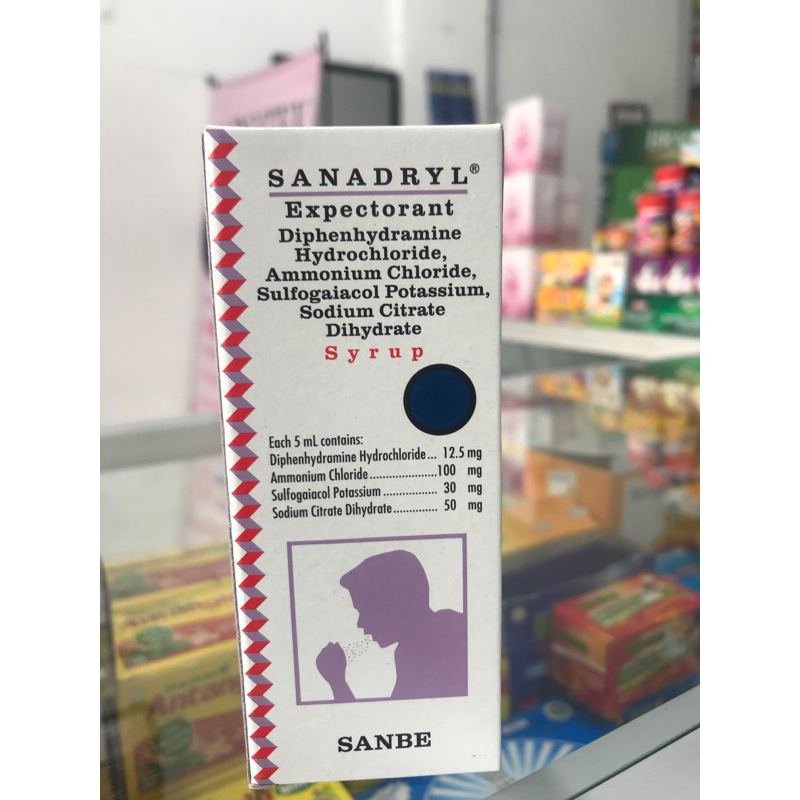 SANADRYL®
Expectorant
Diphenhydramine
Hydrochloride,
Ammonium Chloride,
Sulfogaiacol Potassium,
Sodium Citrate
Dihydrate
Syrup
Each 5 mL contains:
Diphenhydramine Hydrochloride... 12.5 mg
Ammonium Chloride.....................100 mg
Sulfogaiacol Potassium ................. 30 mg
Sodium Citrate Dihydrate.............. 50 mg
SANBE